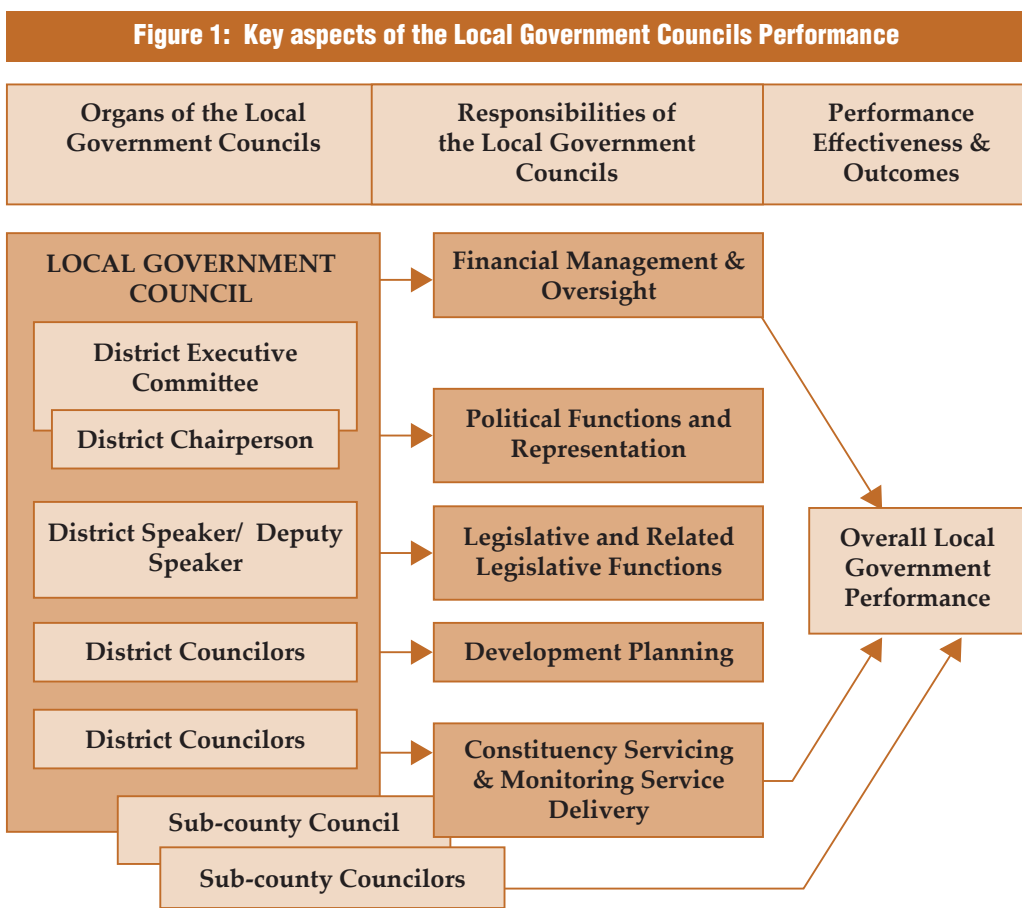 Figure 1: Key aspects of the Local Government Councils Performance
Organs of the Local
Government Councils
Responsibilities of
the Local Government
Councils
Performance
Effectiveness &
Outcomes
LOCAL GOVERNMENT
COUNCIL
District Executive
Committee
District Chairperson
District Speaker/ Deputy
Speaker
District Councilors
District Councilors
Sub-county Council
Sub-county Councilors
Financial Management &
Oversight
Political Functions and
Representation
Legislative and Related
Legislative Functions
Development Planning
Constituency Servicing
& Monitoring Service
Delivery
Overall Local
Government
Performance